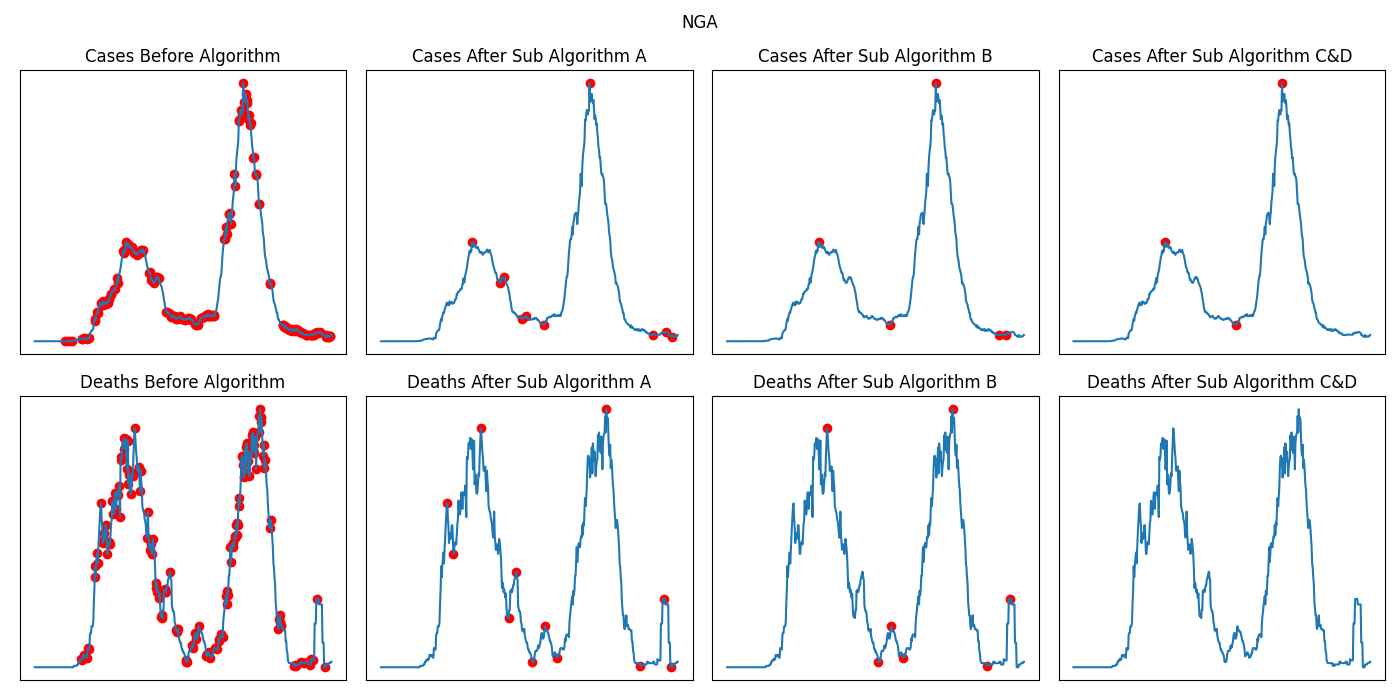 NGA
Cases Before Algorithm
Cases After Sub Algorithm A
Cases After Sub Algorithm B
Cases After Sub Algorithm C&D
Deaths Before Algorithm
Deaths After Sub Algorithm A
Deaths After Sub Algorithm B
Deaths After Sub Algorithm C&D